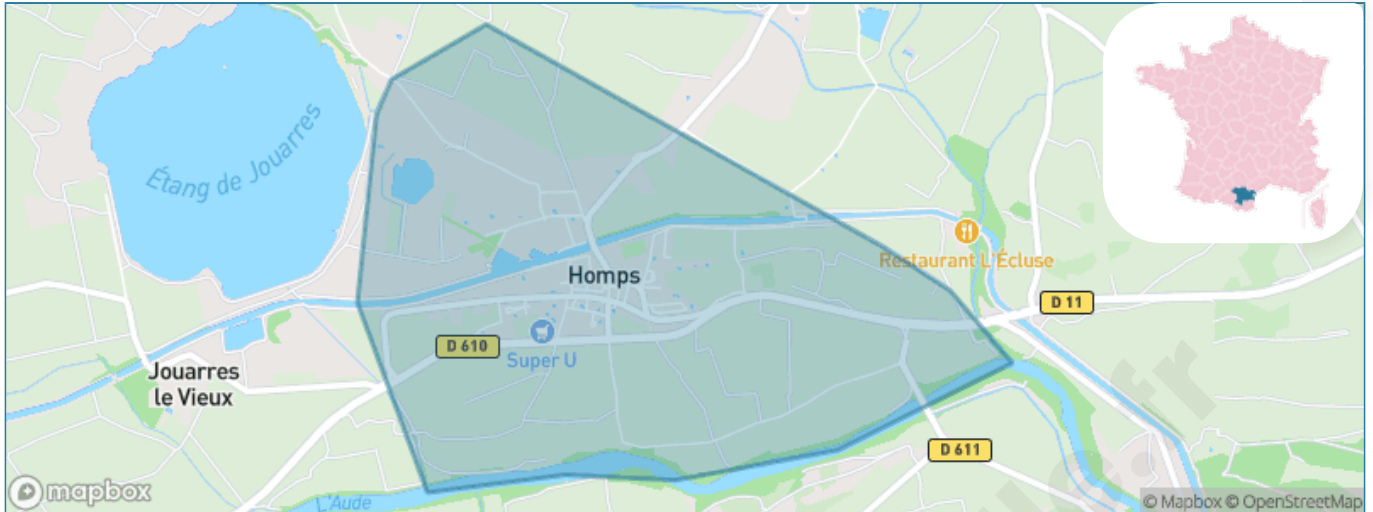 Étang de Jouarres
Restaurant L'Écluse
Homps
D 11
D 610
Super U
Jouarres
le Vieux
D 611
L'Aude
mapbox
© Mapbox © OpenStreetMap